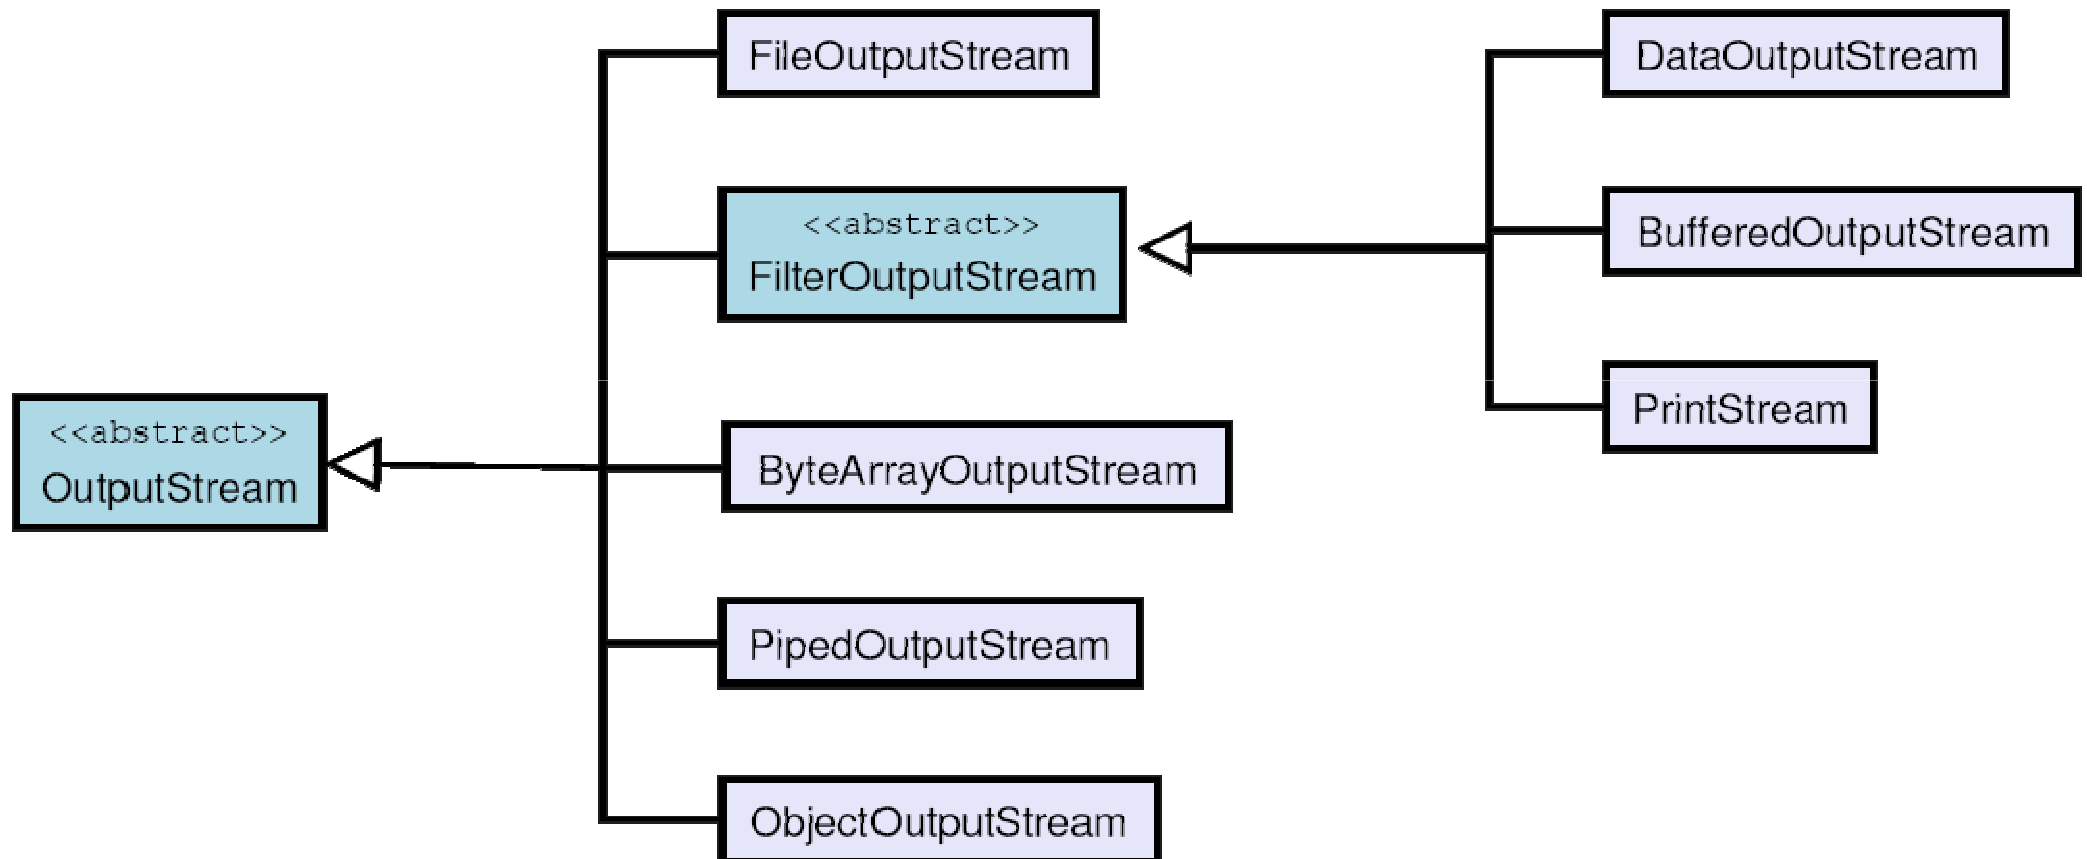 FileOutputStream
DataOutputStream
<<abstract>>
FilterOutputStream
BufferedOutputStream
PrintStream
<<abstract>>
OutputStream
ByteArrayOutputStream
PipedOutputStream
ObjectOutputStream